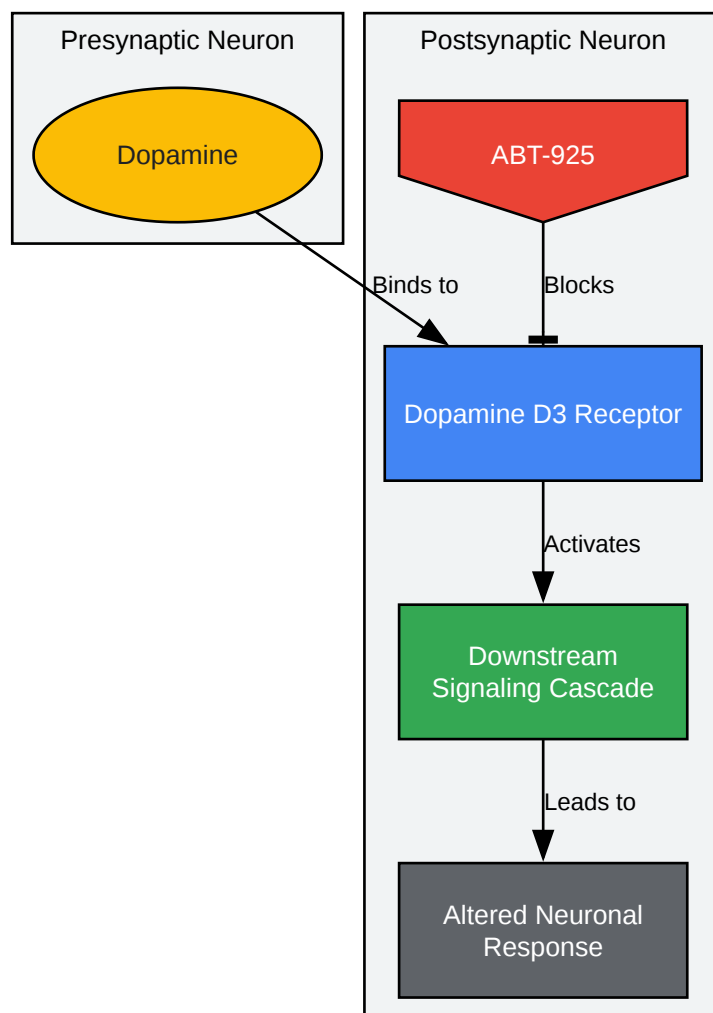 Presynaptic Neuron
Postsynaptic Neuron
Dopamine
ABT-925
Binds to
Blocks
Dopamine D3 Receptor
Activates
Downstream
Signaling Cascade
Leads to
Altered Neuronal
Response